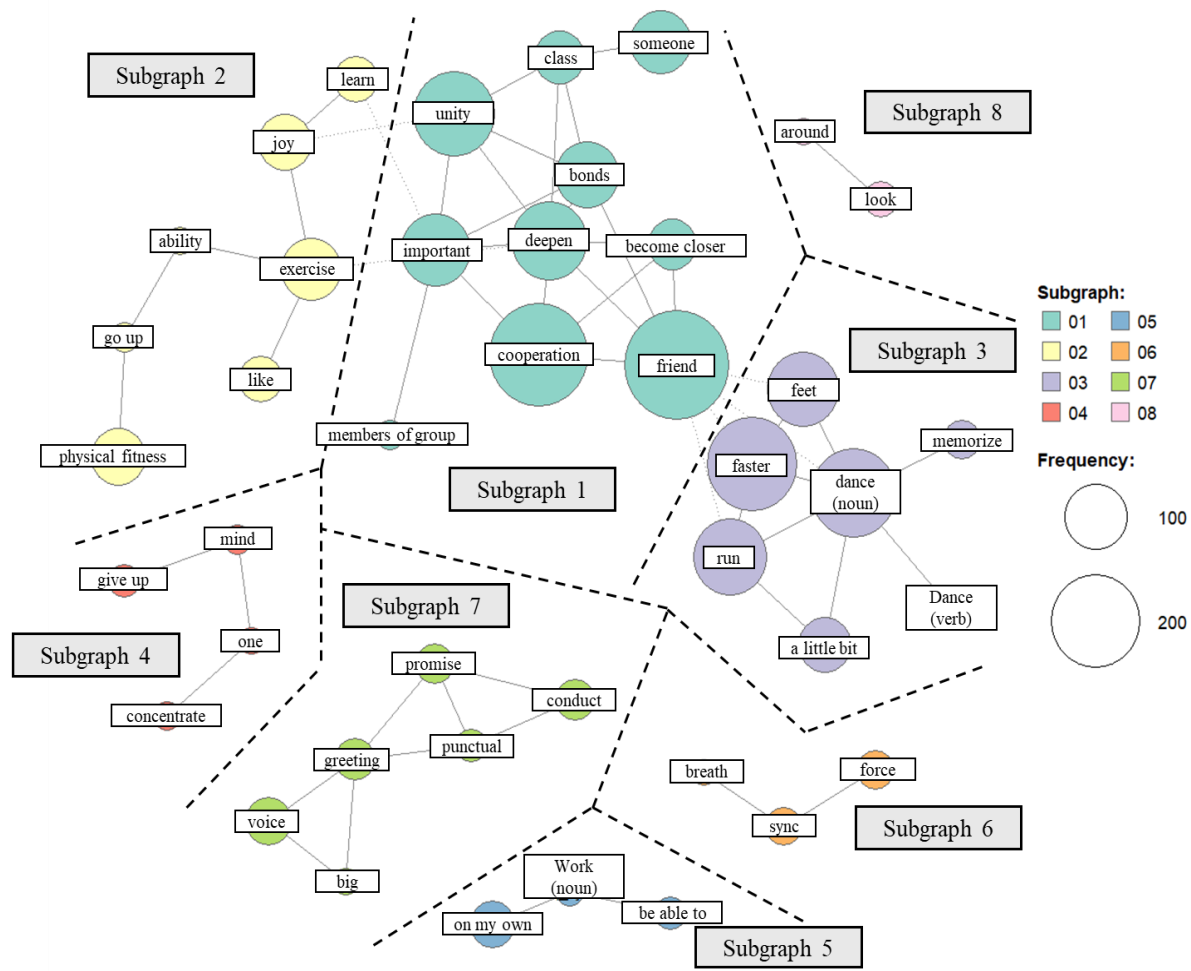 someone
class
Subgraph 2
learn
unity
Subgraph 8
around
joy
bonds
look
ability
deepen
become closer
important
exercise
Subgraph:
01
05
02
06
03
07
04
08
go up
cooperation
friend
Subgraph 3
like
feet
members of group
memorize
physical fitness
faster
Frequency:
dance
(noun)
Subgraph 1
100
mind
run
give up
Subgraph 7
Dance
(verb)
200
one
a little bit
Subgraph 4
promise
conduct
concentrate
punctual
greeting
breath
force
voice
sync
Subgraph 6
big
Work
(noun)
on my own
be able to
Subgraph 5